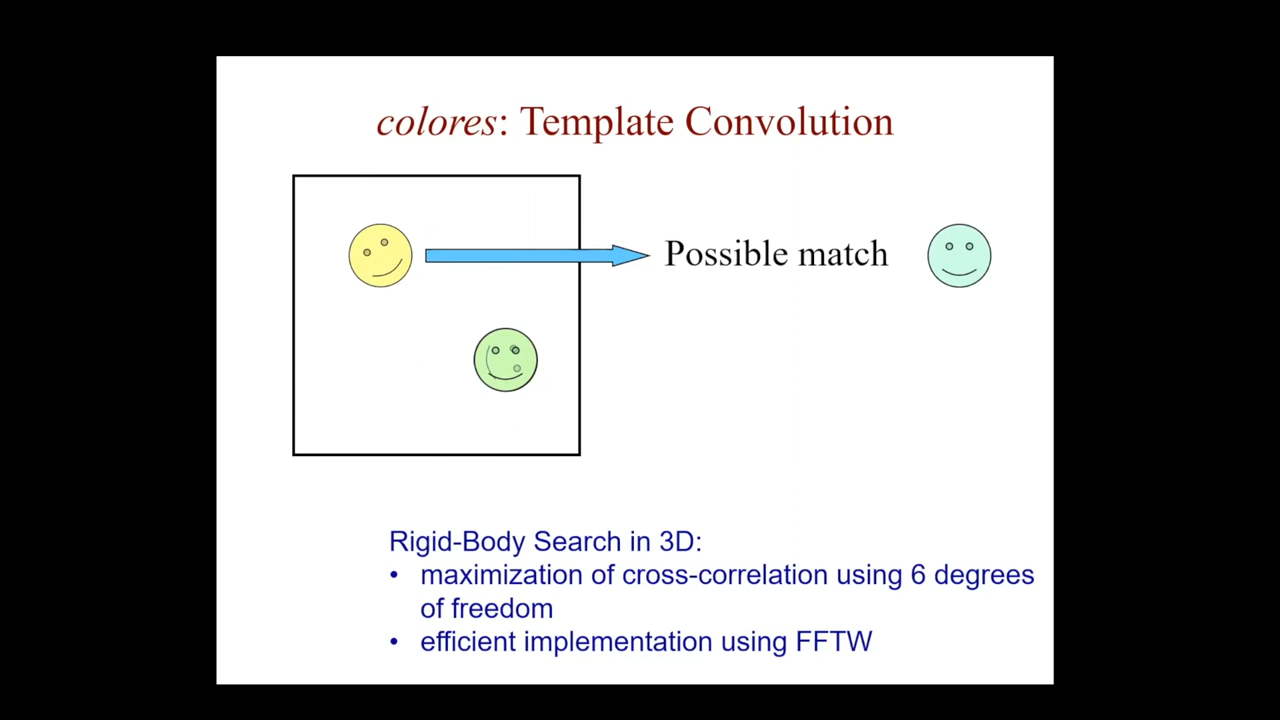 colores: Template Convolution
Possible match
Rigid-Body Search in 3D:
• maximization of cross-correlation using 6 degrees
of freedom
• efficient implementation using FFTW